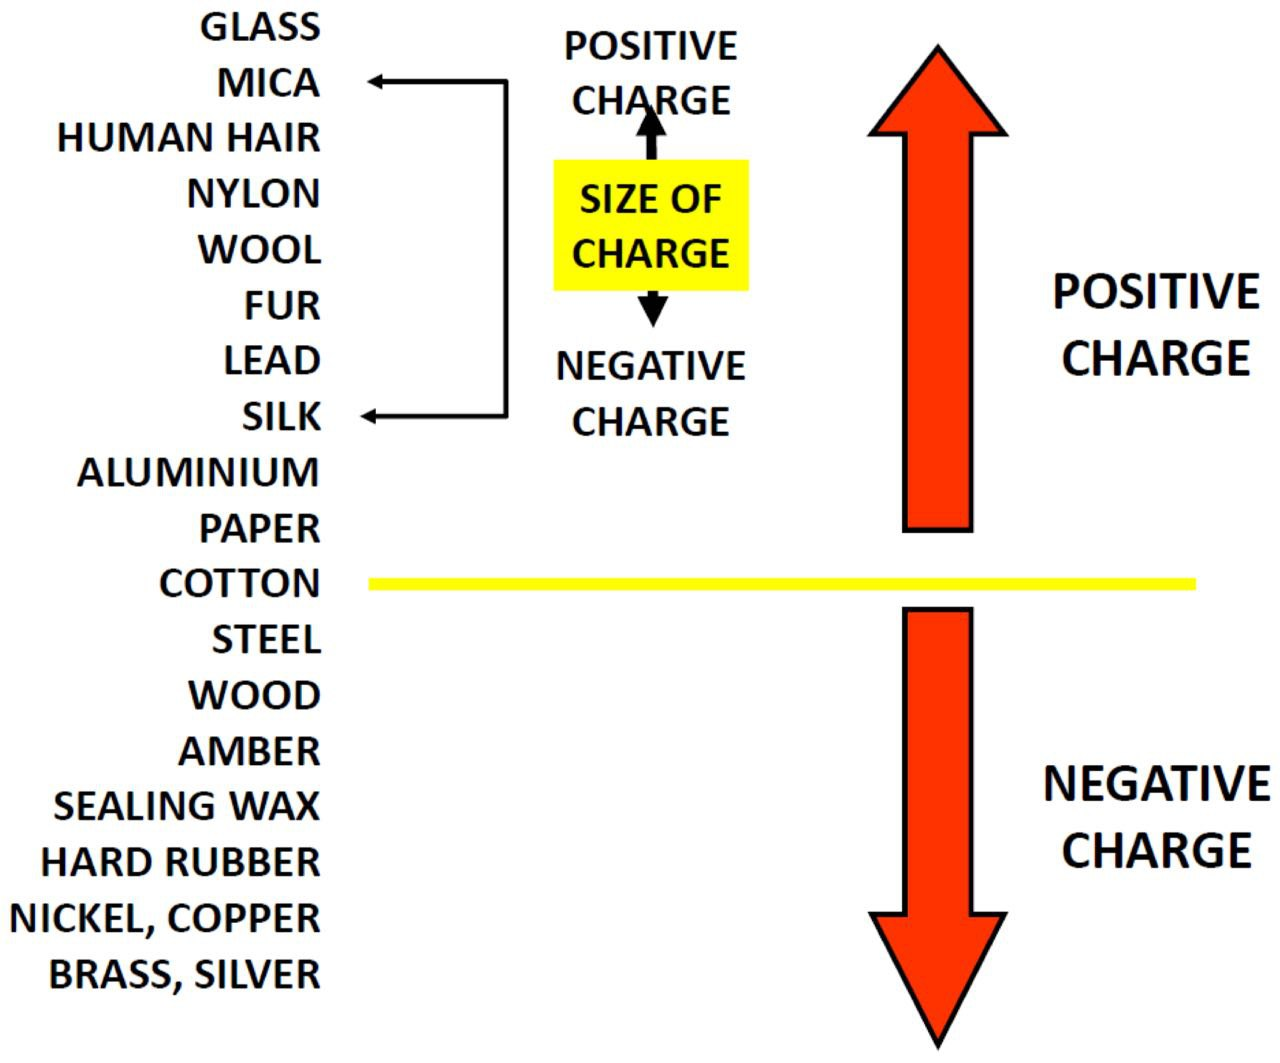 GLASS
MICA
HUMAN HAIR
NYLON
WOOL
FUR
LEAD
SILK
ALUMINIUM
PAPER
COTTON
STEEL
WOOD
AMBER
SEALING WAX
HARD RUBBER
NICKEL, COPPER
BRASS, SILVER
POSITIVE
CHARGE
SIZE OF
CHARGE
NEGATIVE
CHARGE
POSITIVE
CHARGE
NEGATIVE
CHARGE